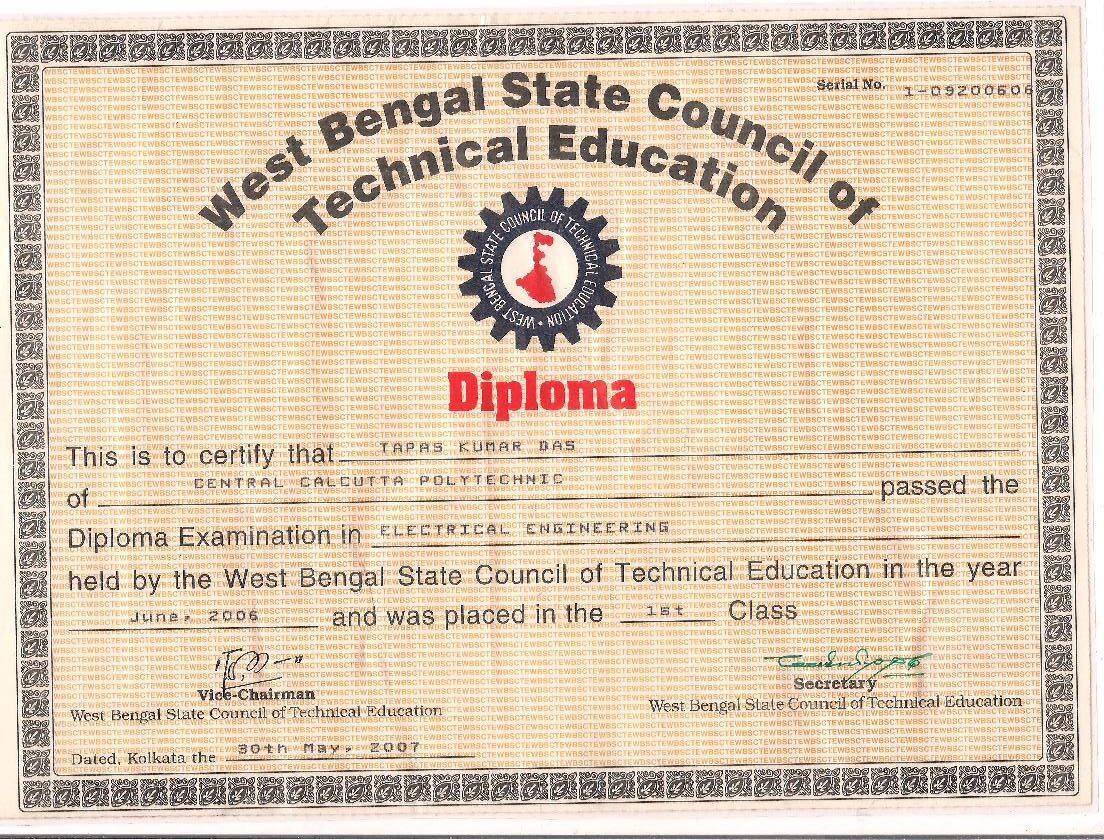 Serial No. 1-09200606
West Bengal State Council of
Technical Education
WEST BENGAL STATE COUNCIL OF TECHNICAL EDUCATION
Diploma
This is to certify that TAPAS KUMAR DAS
of CENTRAL CALCUTTA POLYTECHNIC passed the
Diploma Examination in ELECTRICAL ENGINEERING
held by the West Bengal State Council of Technical Education in the year
June, 2006 and was placed in the 1st Class
Vice-Chairman
West Bengal State Council of Technical Education
Secretary
West Bengal State Council of Technical Education
Dated, Kolkata the 30th May, 2007